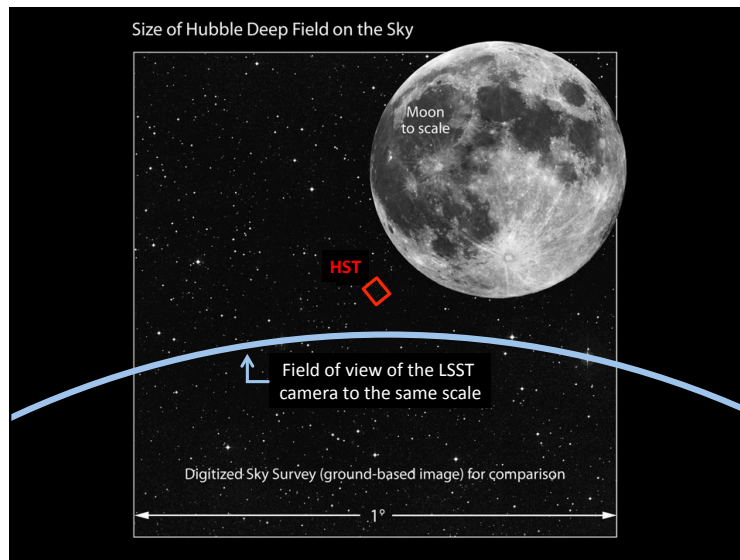 Size of Hubble Deep Field on the Sky
Moon
to scale
HST
Field of view of the LSST
camera to the same scale
Digitized Sky Survey (ground-based image) for comparison
1°